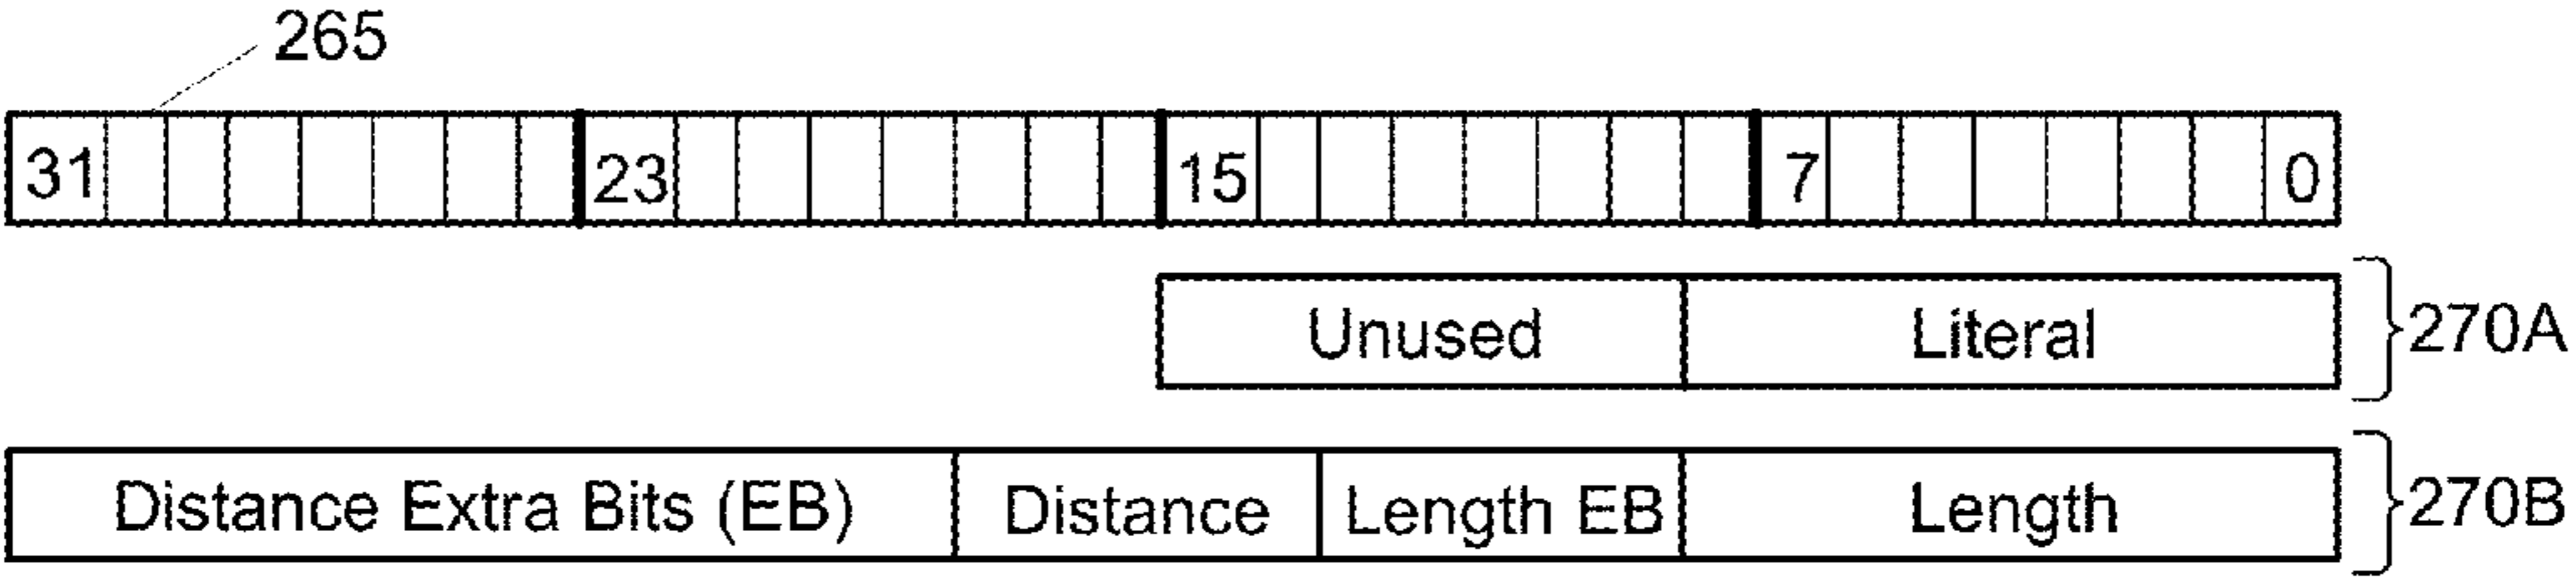 265
31 23 15 7 0
Unused Literal 270A
Distance Extra Bits (EB) Distance Length EB Length 270B